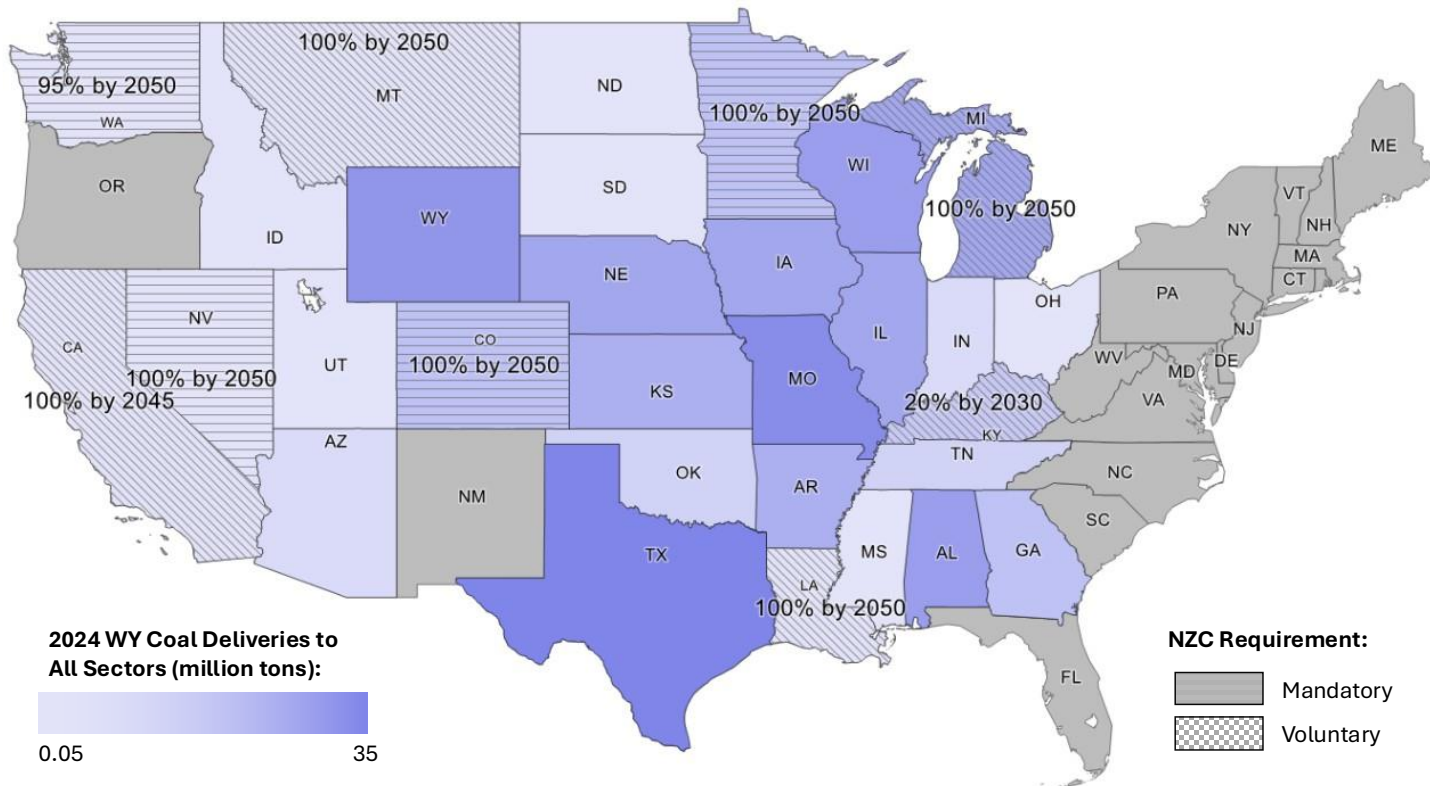 100% by 2050
MT
95% by 2050
WA
ND
100% by 2050
MI
ME
OR
WI
SD
VT
WY
100% by 2050
NH
ID
NY
MA
NE
IA
CT
PA
OH
NV
CO
IL
IN
NJ
CA
UT
100% by 2050
WV
DE
MD
100% by 2050
MO
KS
VA
100% by 2045
20% by 2030
KY
AZ
TN
OK
NC
NM
AR
SC
TX
MS
AL
GA
LA
100% by 2050
2024 WY Coal Deliveries to
All Sectors (million tons):
0.05
35
NZC Requirement:
Mandatory
Voluntary
FL